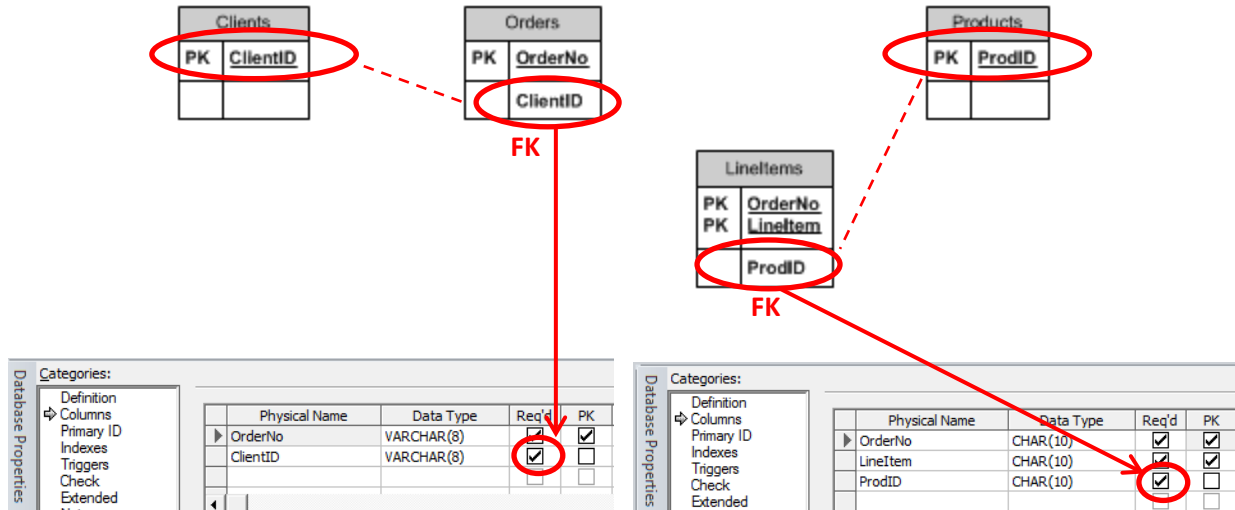 Clients
PK ClientID
Orders
PK OrderNo
ClientID
FK
Products
PK ProdID
LineItems
PK OrderNo
PK LineItem
ProdID
FK
Database Properties
Categories:
Definition
Columns
Primary ID
Indexes
Triggers
Check
Extended
Physical Name Data Type Req'd PK
OrderNo VARCHAR(8)
ClientID VARCHAR(8)
Database Properties
Categories:
Definition
Columns
Primary ID
Indexes
Triggers
Check
Extended
Physical Name Data Type Req'd PK
OrderNo CHAR(10)
LineItem CHAR(10)
ProdID CHAR(10)